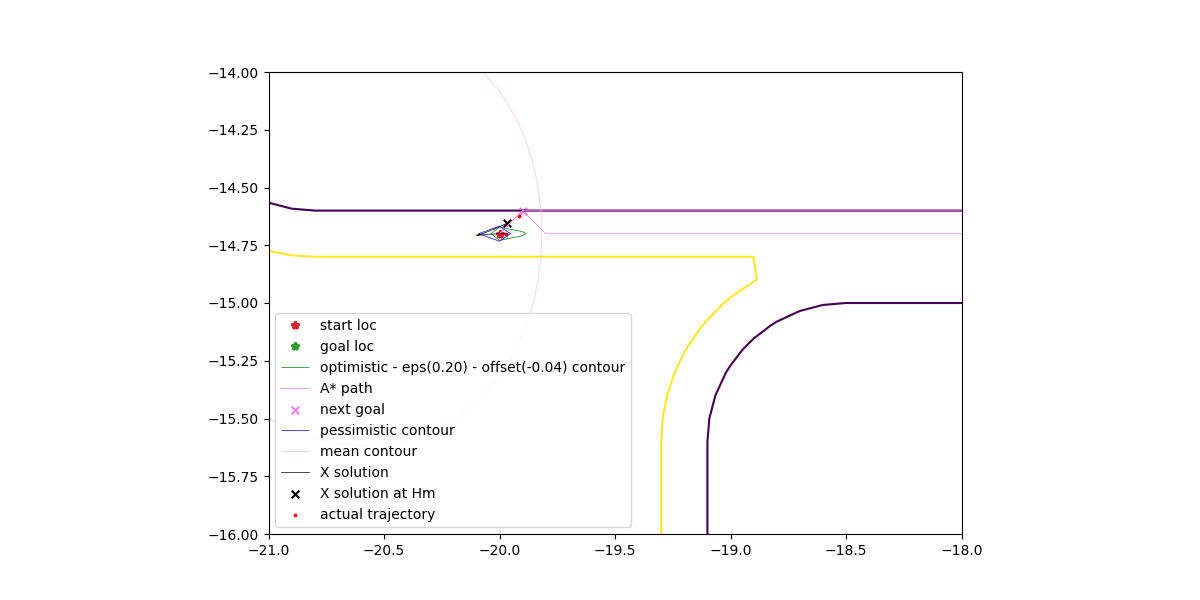 −14.00
−14.25
−14.50
−14.75
−15.00
−15.25
−15.50
−15.75
−16.00
start loc
goal loc
optimistic - eps(0.20) - offset(-0.04) contour
A* path
next goal
pessimistic contour
mean contour
X solution
X solution at Hm
actual trajectory
−21.0 −20.5 −20.0 −19.5 −19.0 −18.5 −18.0